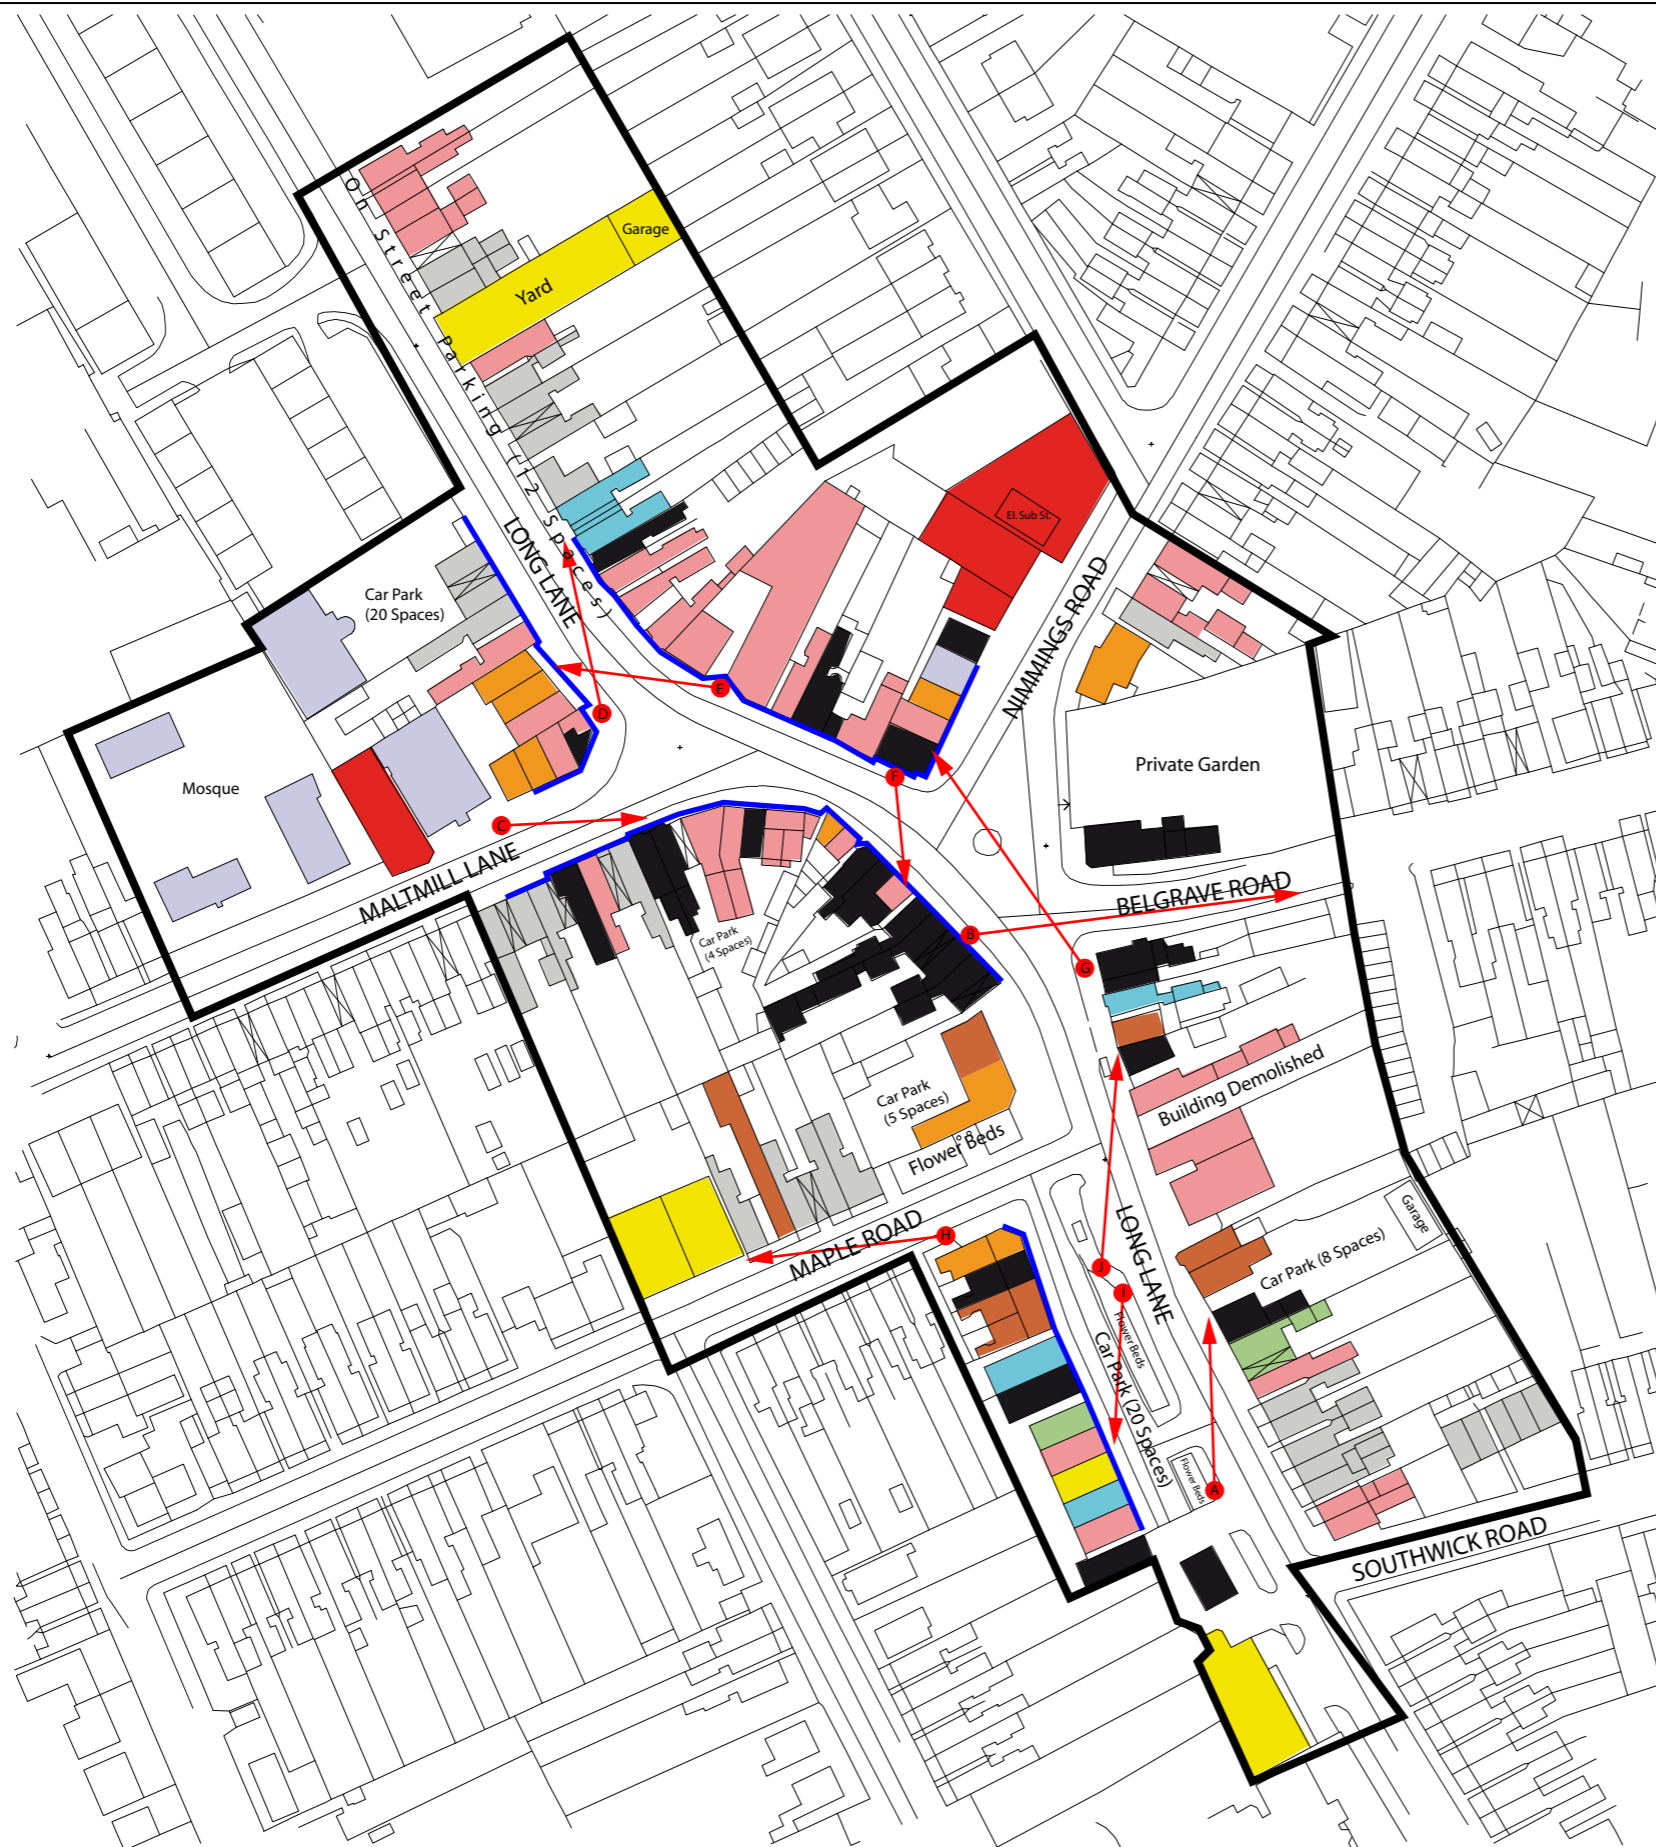 On Street Parking (12 Spaces)
Garage
Yard
LONG LANE
El. Sub St.
Car Park
(20 Spaces)
NIMMINGS ROAD
E
D
Mosque
Private Garden
F
C
MALTMILL LANE
BELGRAVE ROAD
Car Park
(4 Spaces)
B
G
Building Demolished
Car Park
(5 Spaces)
Flower Beds
Garage
MAPLE ROAD
H
LONG LANE
Car Park (8 Spaces)
J
I
Flower Beds
Car Park (20 Spaces)
Flower Beds
A
SOUTHWICK ROAD